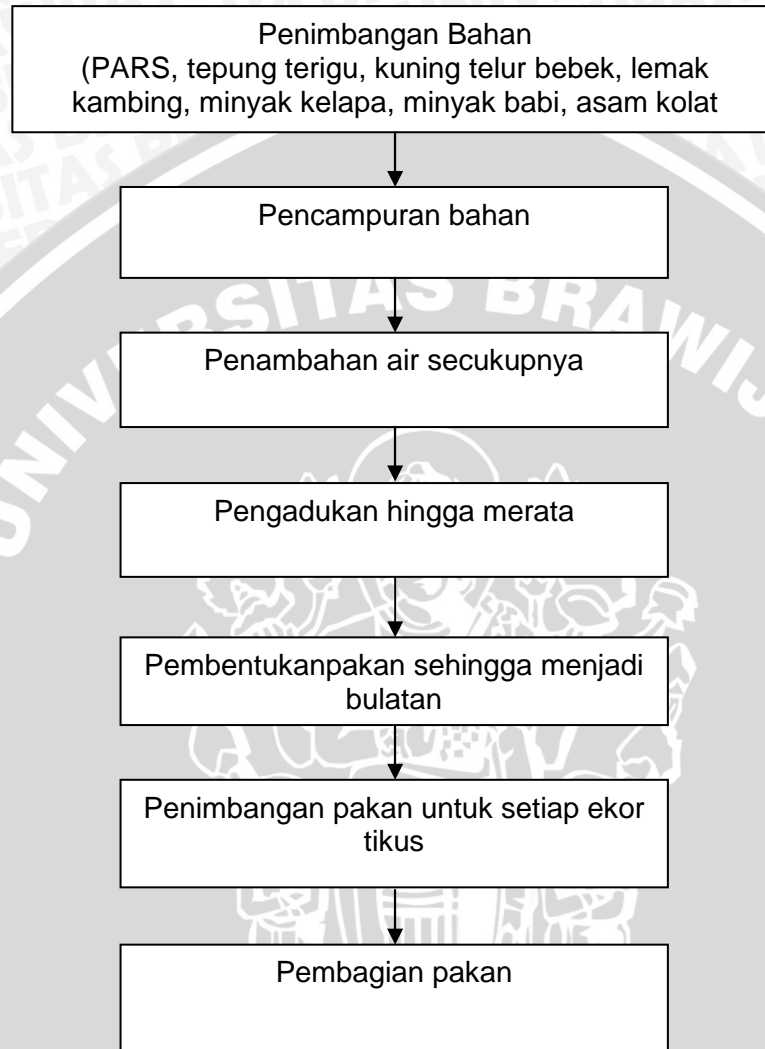 Penimbangan Bahan
(PARS, tepung terigu, kuning telur bebek, lemak
kambing, minyak kelapa, minyak babi, asam kolat
Pencampuran bahan
Penambahan air secukupnya
Pengadukan hingga merata
Pembentukanpakan sehingga menjadi
bulatan
Penimbangan pakan untuk setiap ekor
tikus
Pembagian pakan